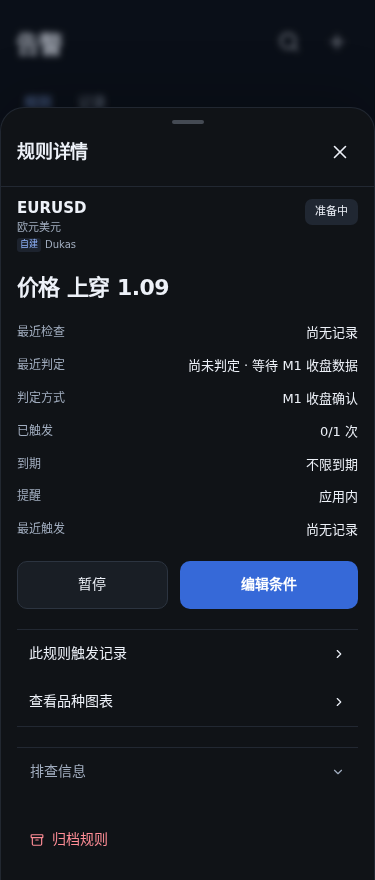 告警
规则详情
EURUSD
准备中
欧元美元
自建 Dukas
价格 上穿 1.09
最近检查 尚无记录
最近判定 尚未判定 · 等待 M1 收盘数据
判定方式 M1 收盘确认
已触发 0/1 次
到期 不限到期
提醒 应用内
最近触发 尚无记录
暂停 编辑条件
此规则触发记录
查看品种图表
排查信息
归档规则